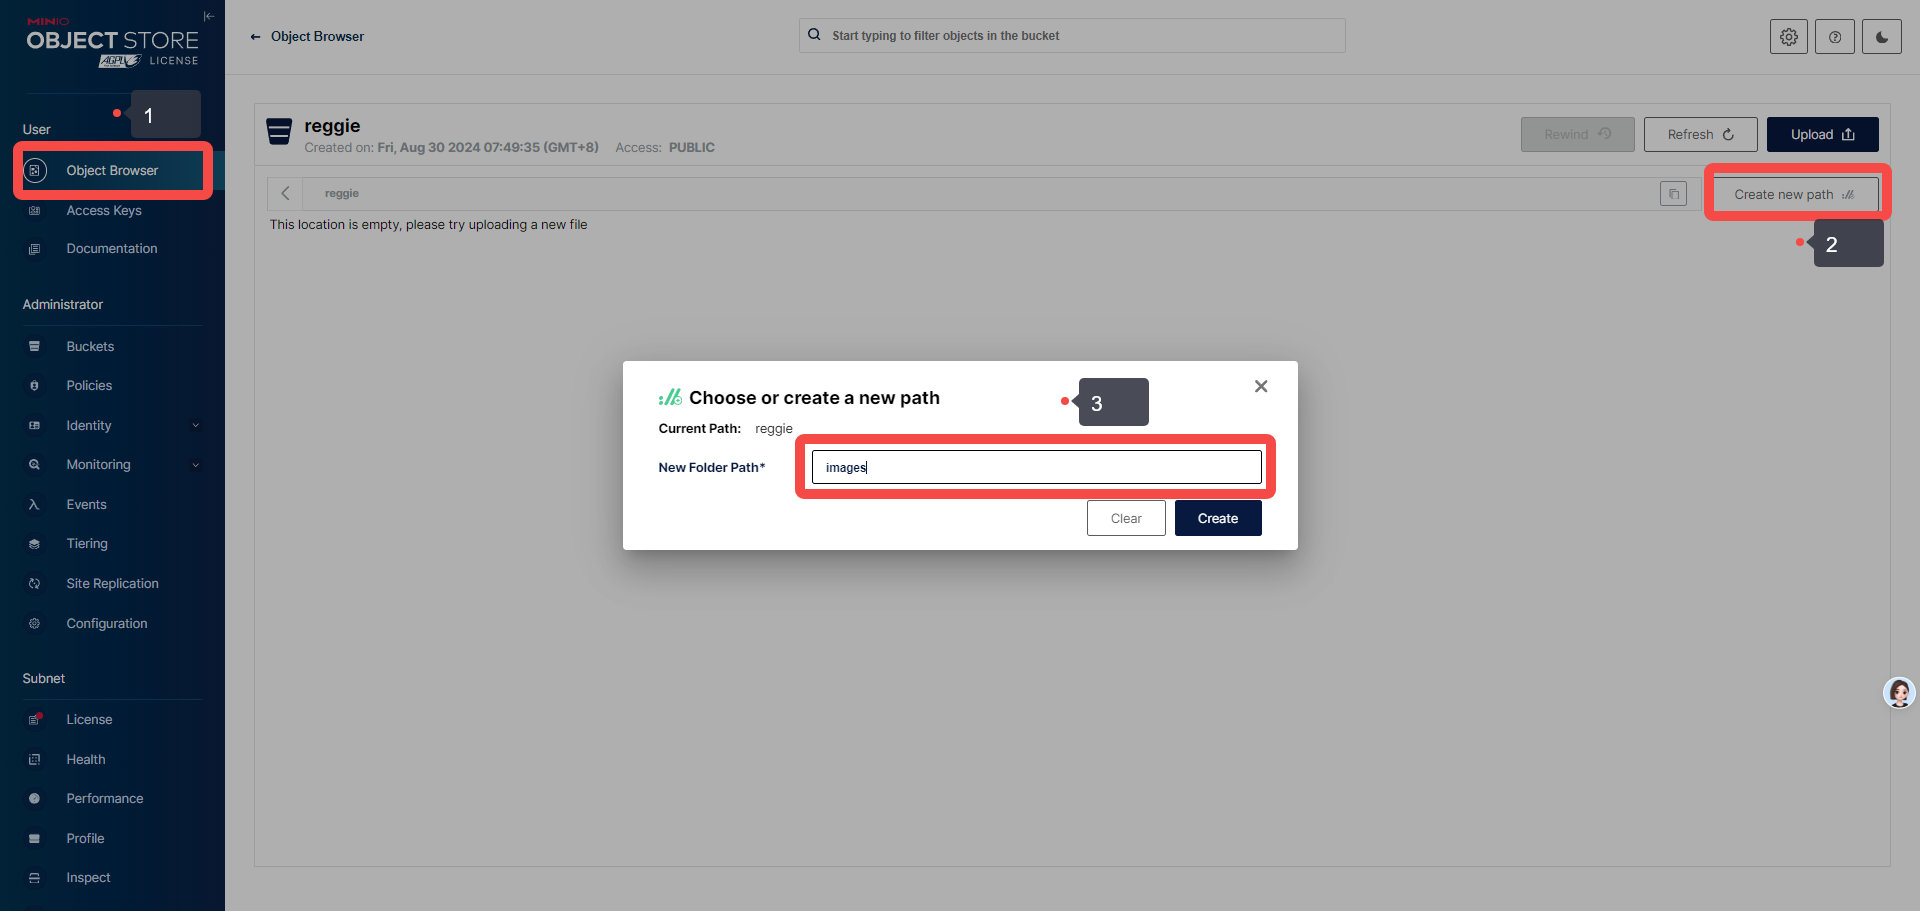 MINIO
OBJECT STORE
AGPLv3 LICENSE
Object Browser
Start typing to filter objects in the bucket
1
User
Object Browser
Access Keys
Documentation
Administrator
Buckets
Policies
Identity
Monitoring
Events
Tiering
Site Replication
Configuration
Subnet
License
Health
Performance
Profile
Inspect
reggie
Created on: Fri, Aug 30 2024 07:49:35 (GMT+8) Access: PUBLIC
Rewind
Refresh
Upload
reggie
Create new path
This location is empty, please try uploading a new file
2
Choose or create a new path
3
Current Path: reggie
New Folder Path*
images
Clear
Create